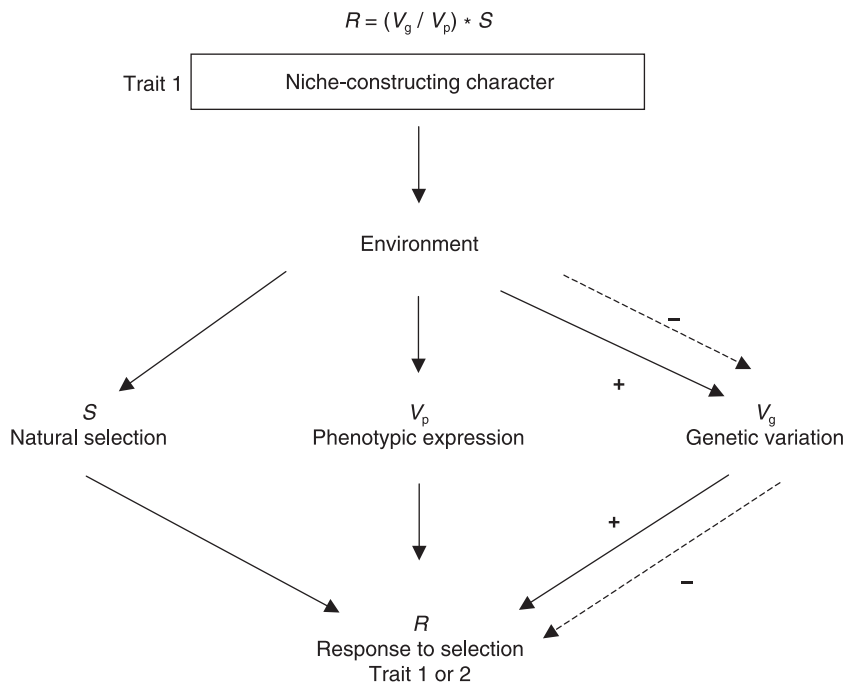 R = (Vg / Vp) * S
Trait 1
Niche-constructing character
Environment
–
+
S
Natural selection
Vp
Phenotypic expression
Vg
Genetic variation
+
–
R
Response to selection
Trait 1 or 2